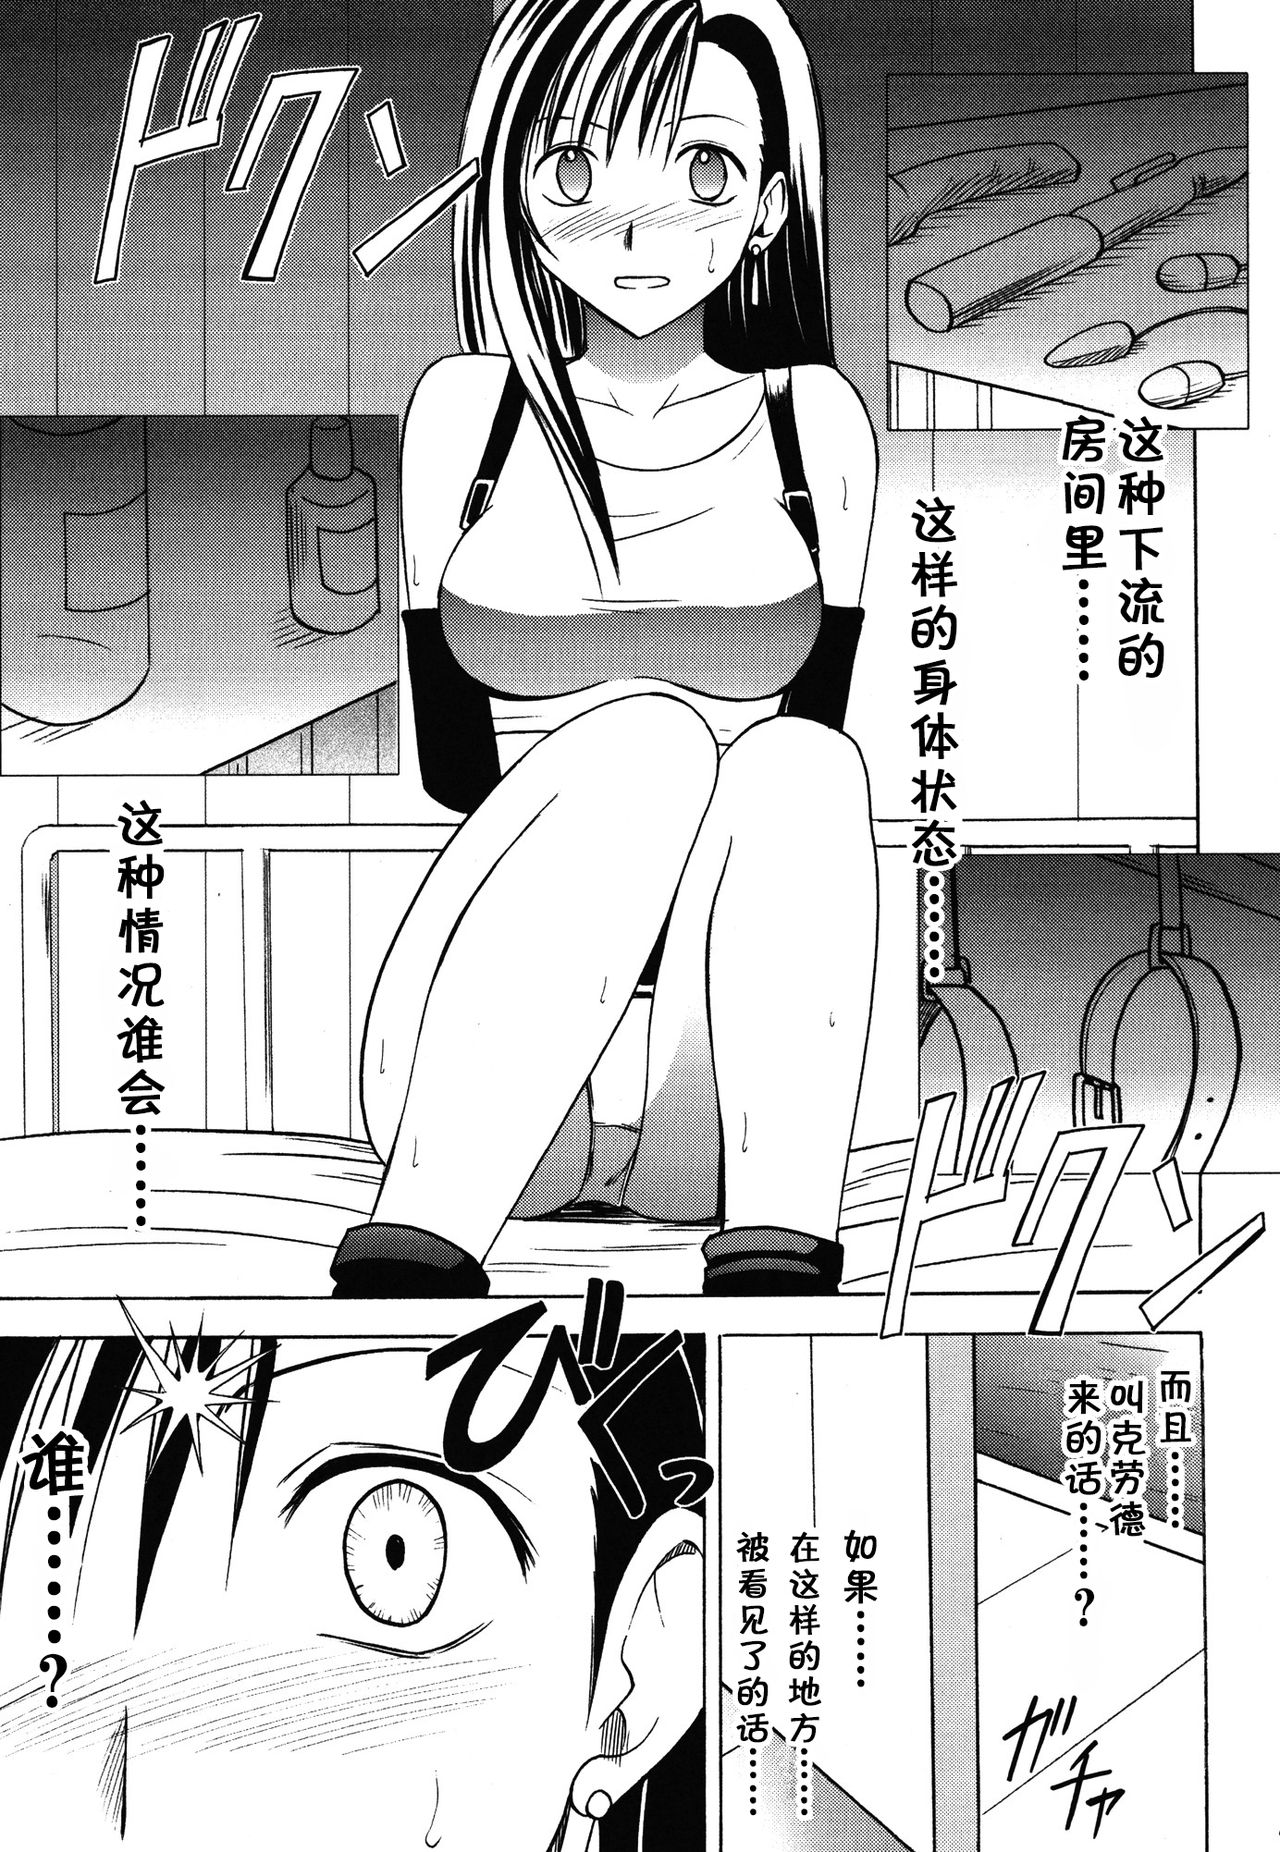 ドクン
这种下流的
房间里……
这样的身体状态………
这种情况谁会……
ドクン
而且……
叫克劳德
来的话……?
ガチャ
如果……
在这样的地方……
被看见了的话……
びくっ
谁……?